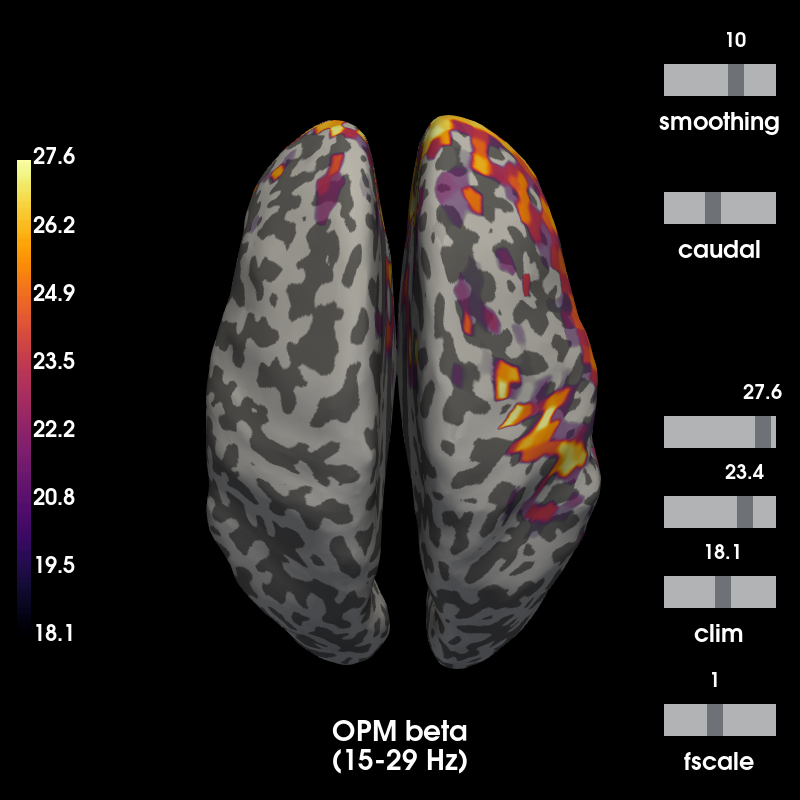 10
smoothing
caudal
27.6
23.4
18.1
clim
1
fscale
27.6
26.2
24.9
23.5
22.2
20.8
19.5
18.1
OPM beta
(15-29 Hz)